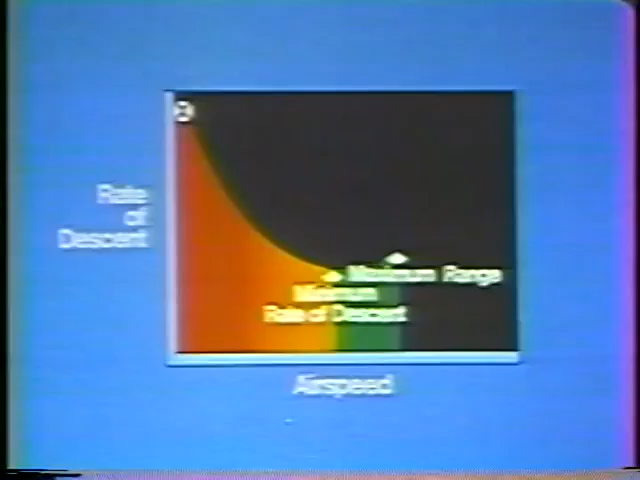 Rate
of
Descent
Maximum Range
Minimum
Rate of Descent
Airspeed